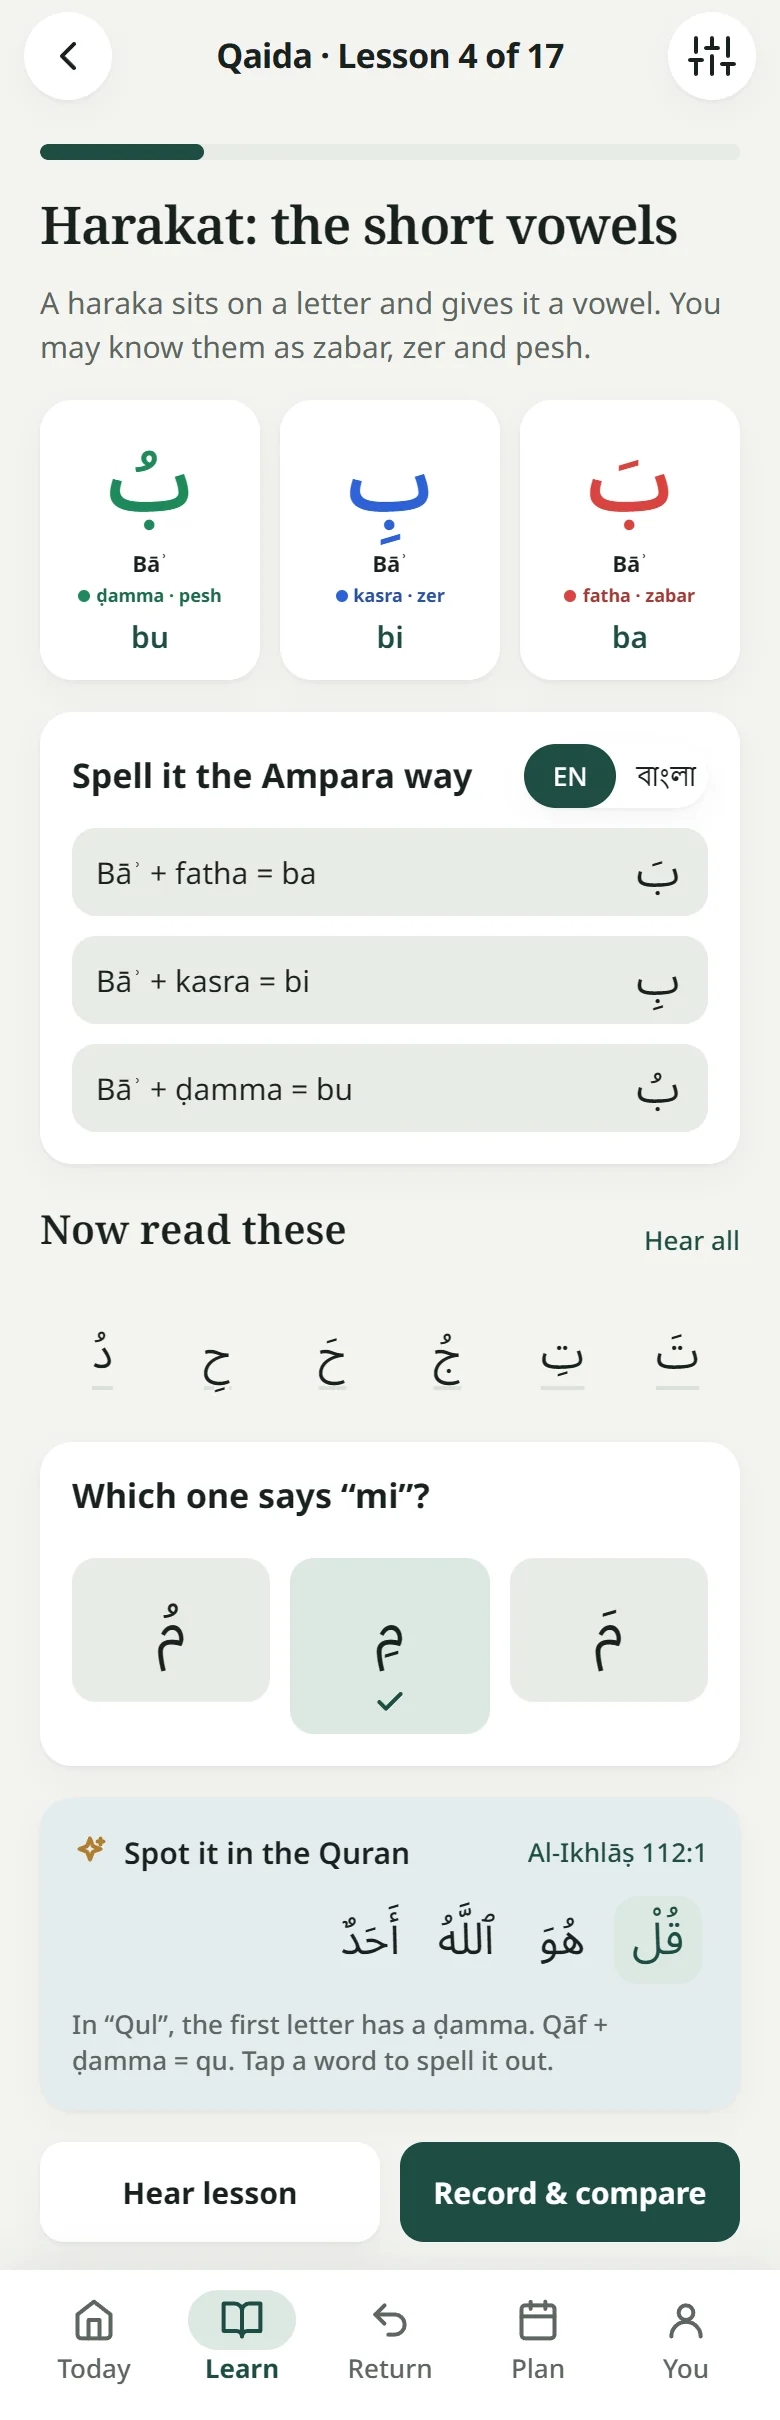 Qaida · Lesson 4 of 17
Harakat: the short vowels
A haraka sits on a letter and gives it a vowel. You
may know them as zabar, zer and pesh.
بُ
Bāʾ
ḍamma · pesh
bu
بِ
Bāʾ
kasra · zer
bi
بَ
Bāʾ
fatha · zabar
ba
Spell it the Ampara way
EN
বাংলা
Bāʾ + fatha = ba بَ
Bāʾ + kasra = bi بِ
Bāʾ + ḍamma = bu بُ
Now read these
Hear all
تَ تِ جُ حَ حِ دُ
Which one says “mi”?
مَ مِ مُ
Spot it in the Quran
Al-Ikhlāṣ 112:1
قُلْ هُوَ ٱللَّهُ أَحَدٌ
In “Qul”, the first letter has a ḍamma. Qāf +
ḍamma = qu. Tap a word to spell it out.
Hear lesson
Record & compare
Today
Learn
Return
Plan
You